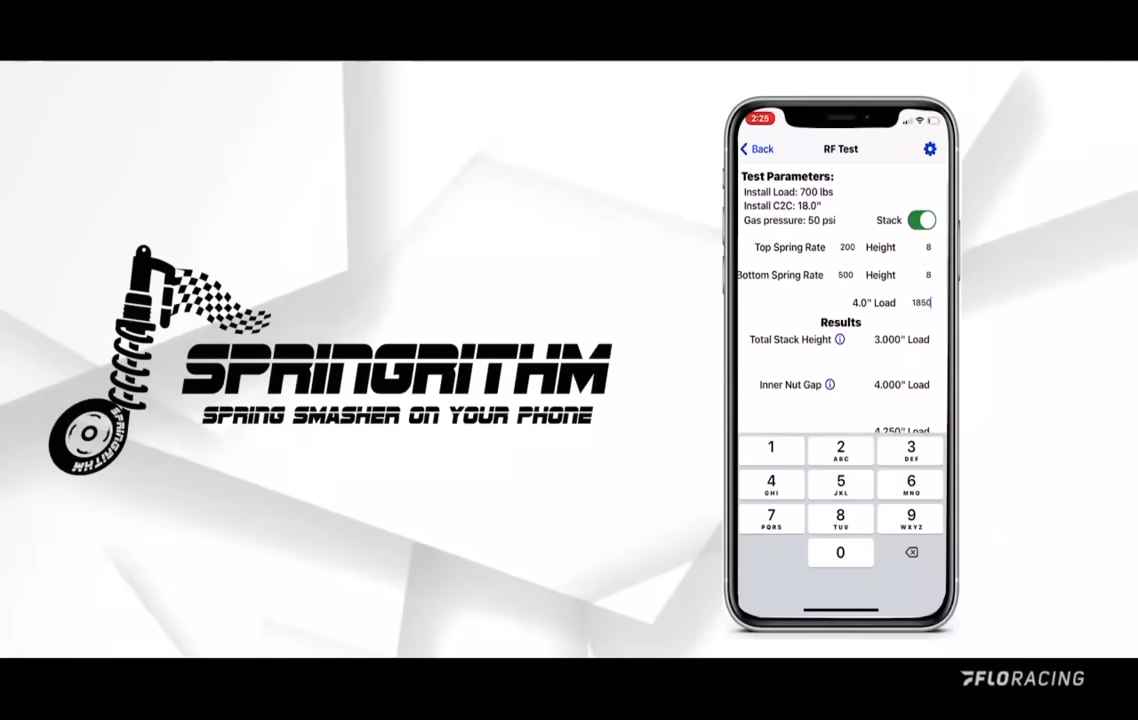 SPRINGRITHM
SPRINGRITHM
SPRING SMASHER ON YOUR PHONE
2:25
Back
RF Test
Test Parameters:
Install Load: 700 lbs
Install C2C: 18.0"
Gas pressure: 50 psi
Stack
Top Spring Rate 200 Height 8
Bottom Spring Rate 500 Height 8
4.0" Load 1850
Results
Total Stack Height 3.000" Load
Inner Nut Gap 4.000" Load
4.250" Load
1 2 3
ABC DEF
4 5 6
GHI JKL MNO
7 8 9
PQRS TUV WXYZ
0
FLORACING